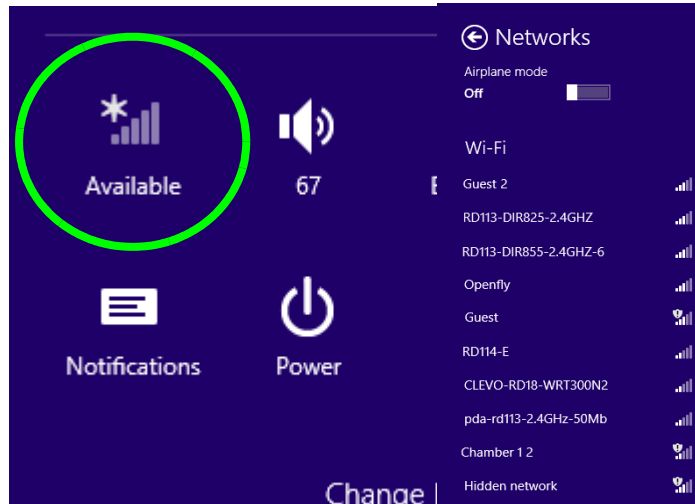 Available
67
Notifications
Power
Change
Networks
Airplane mode
Off
Wi-Fi
Guest 2
RD113-DIR825-2.4GHZ
RD113-DIR855-2.4GHZ-6
Openfly
Guest
RD114-E
CLEVO-RD18-WRT300N2
pda-rd113-2.4GHz-50Mb
Chamber 1 2
Hidden network